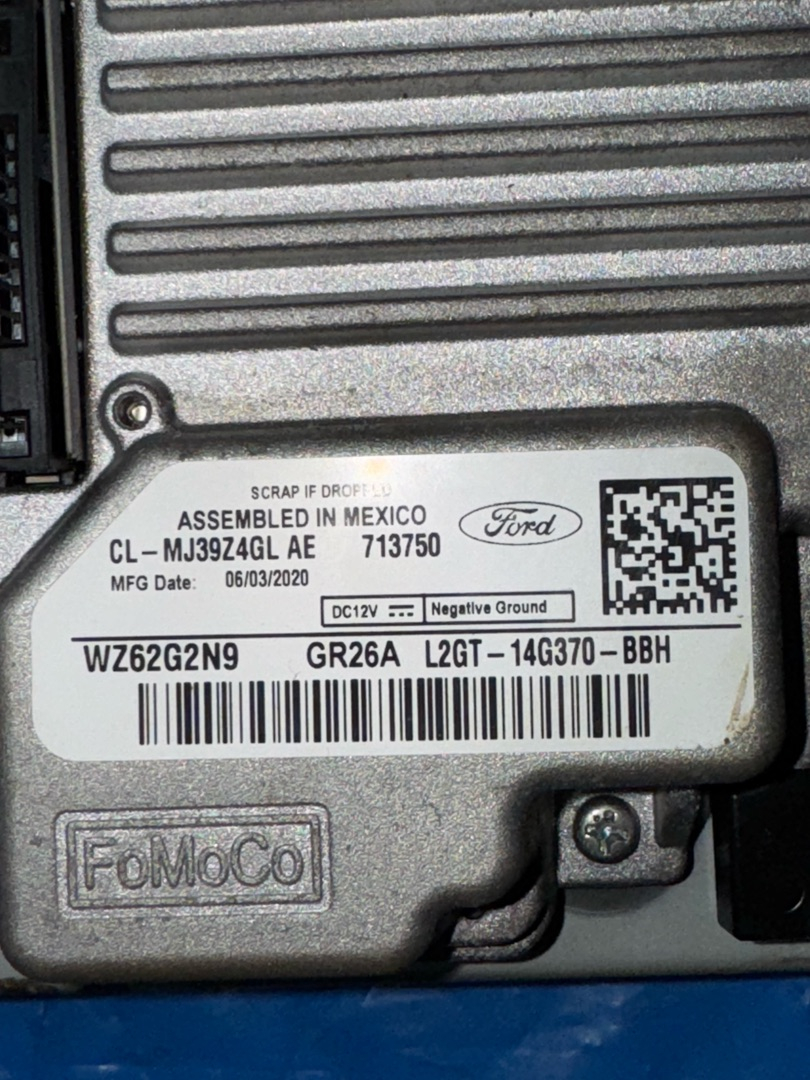 SCRAP IF DROPPED
ASSEMBLED IN MEXICO
Ford
CL-MJ39Z4GL AE 713750
MFG Date: 06/03/2020
DC12V Negative Ground
WZ62G2N9 GR26A L2GT-14G370-BBH
FoMoCo